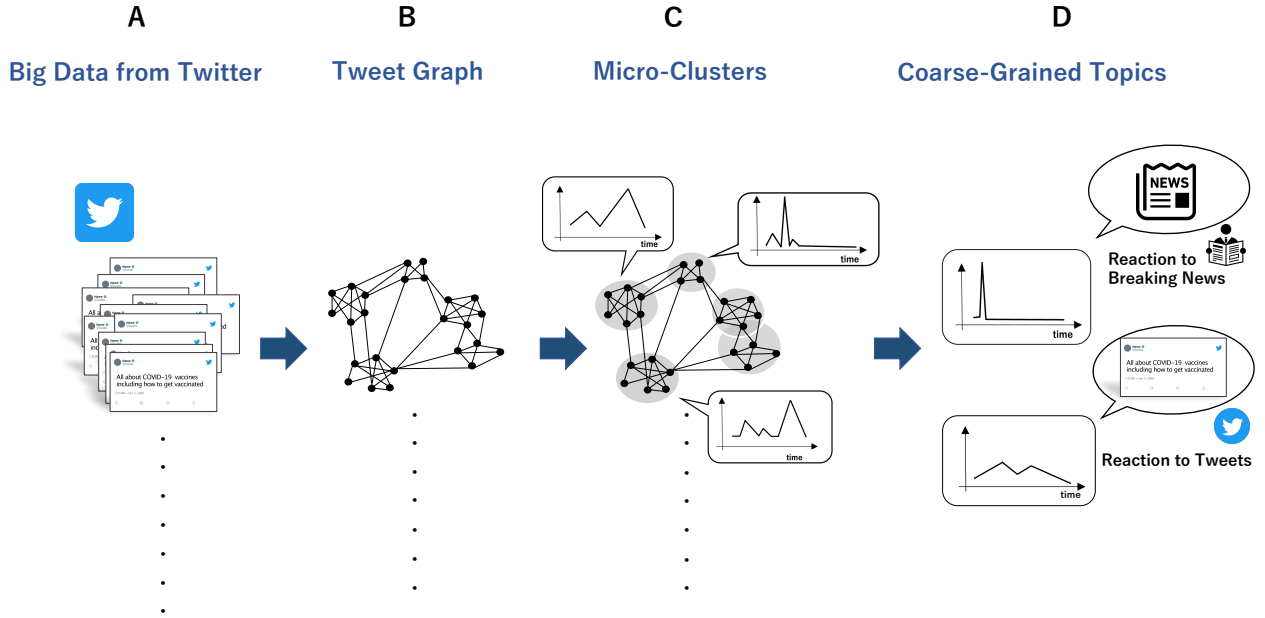 A
B
C
D
Big Data from Twitter
Tweet Graph
Micro-Clusters
Coarse-Grained Topics
NEWS
time
time
Reaction to
Breaking News
time
All about COVID-19 vaccines
including how to get vaccinated
All about COVID-19 vaccines
including how to get vaccinated
time
Reaction to Tweets
time